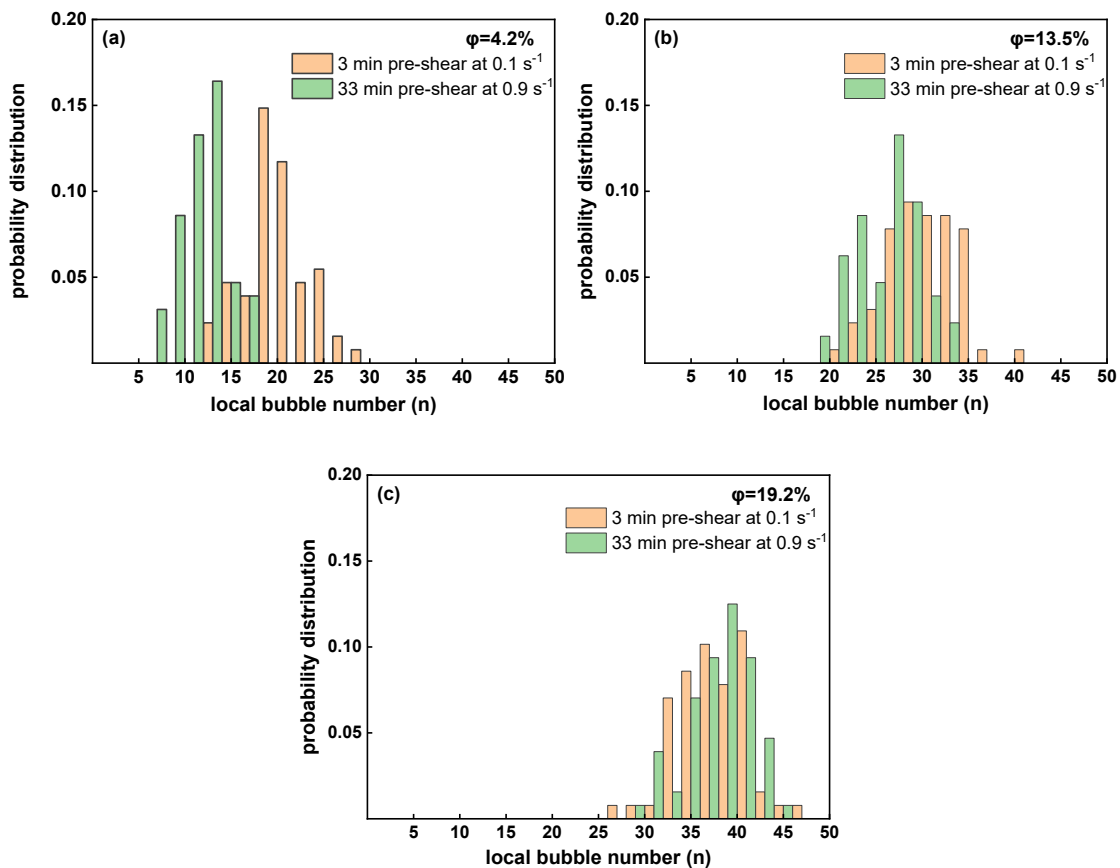 (a)
φ=4.2%
3 min pre-shear at 0.1 s⁻¹
33 min pre-shear at 0.9 s⁻¹
0.20
0.15
0.10
0.05
probability distribution
5 10 15 20 25 30 35 40 45 50
local bubble number (n)
(b)
φ=13.5%
3 min pre-shear at 0.1 s⁻¹
33 min pre-shear at 0.9 s⁻¹
0.20
0.15
0.10
0.05
probability distribution
5 10 15 20 25 30 35 40 45 50
local bubble number (n)
(c)
φ=19.2%
3 min pre-shear at 0.1 s⁻¹
33 min pre-shear at 0.9 s⁻¹
0.20
0.15
0.10
0.05
probability distribution
5 10 15 20 25 30 35 40 45 50
local bubble number (n)